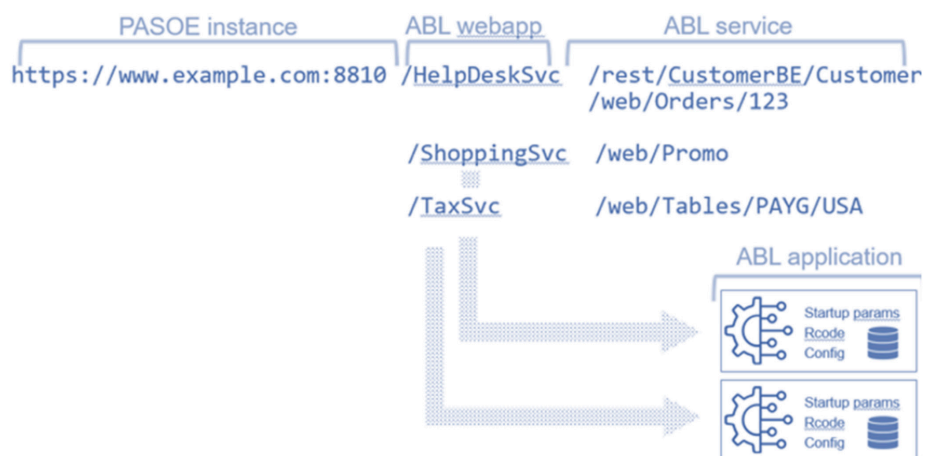 PASOE instance ABL webapp ABL service
https://www.example.com:8810 /HelpDeskSvc /rest/CustomerBE/Customer
/web/Orders/123
/ShoppingSvc /web/Promo
/TaxSvc /web/Tables/PAYG/USA
ABL application
Startup params
Rcode
Config
Startup params
Rcode
Config